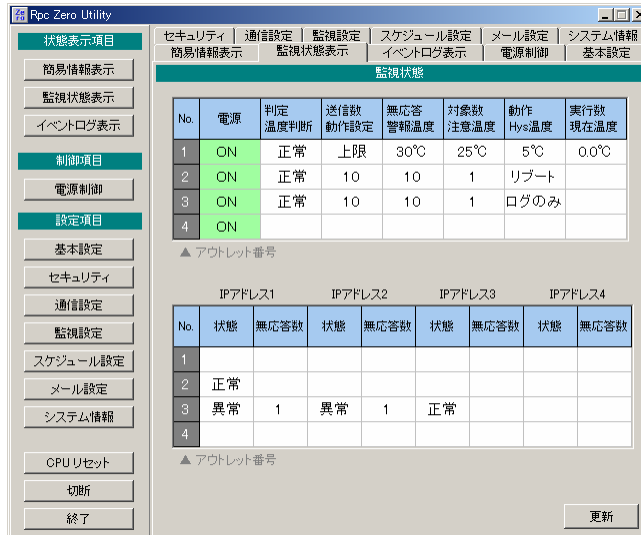 Rpc Zero Utility
状態表示項目
簡易情報表示
監視状態表示
イベントログ表示
制御項目
電源制御
設定項目
基本設定
セキュリティ
通信設定
監視設定
スケジュール設定
メール設定
システム情報
CPUリセット
切断
終了
セキュリティ 通信設定 監視設定 スケジュール設定 メール設定 システム情報
簡易情報表示 監視状態表示 イベントログ表示 電源制御 基本設定
監視状態
No. 電源 判定 温度判断 送信数 動作設定 無応答 警報温度 対象数 注意温度 動作 Hys温度 実行数 現在温度
1 ON 正常 上限 30℃ 25℃ 5℃ 0.0℃
2 ON 正常 10 10 1 リブート
3 ON 正常 10 10 1 ログのみ
4 ON
▲ アウトレット番号
IPアドレス1 IPアドレス2 IPアドレス3 IPアドレス4
No. 状態 無応答数 状態 無応答数 状態 無応答数 状態 無応答数
1
2 正常
3 異常 1 異常 1 正常
4
▲ アウトレット番号
更新